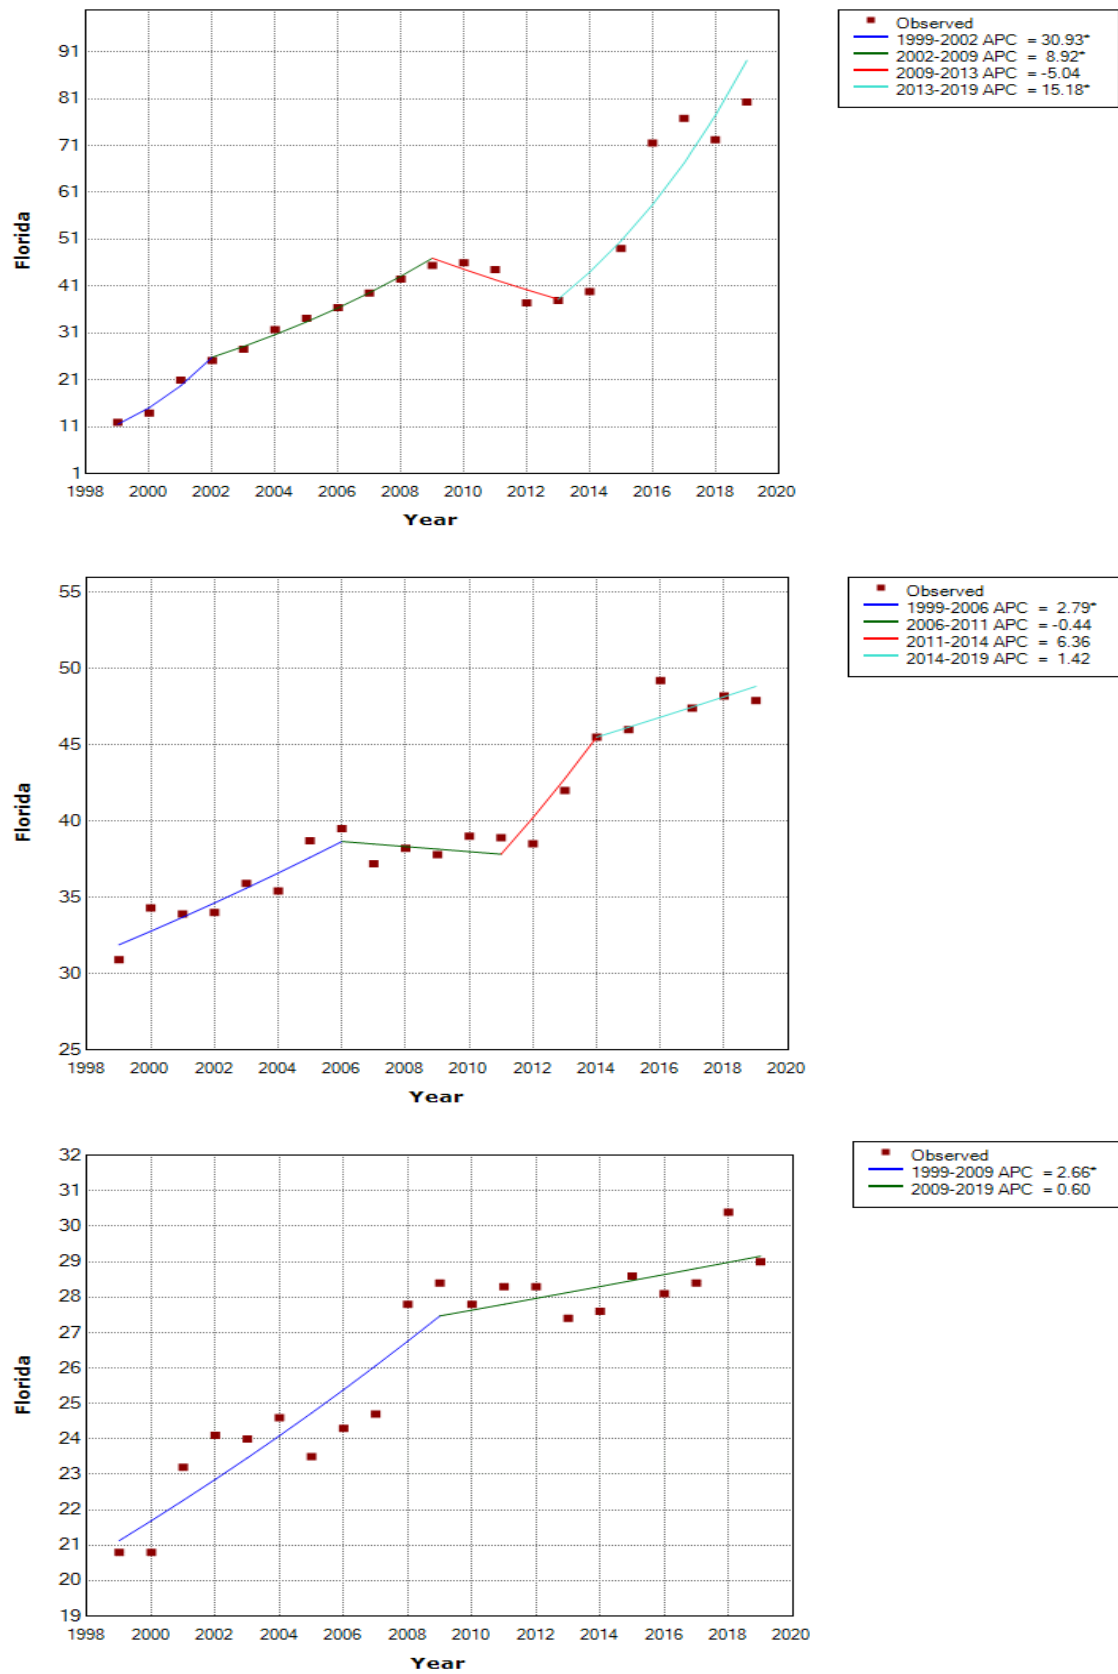 Observed
1999-2002 APC = 30.93*
2002-2009 APC = 8.92*
2009-2013 APC = -5.04
2013-2019 APC = 15.18*
91
81
71
61
51
41
31
21
11
1
Florida
1998 2000 2002 2004 2006 2008 2010 2012 2014 2016 2018 2020
Year
Observed
1999-2006 APC = 2.79*
2006-2011 APC = -0.44
2011-2014 APC = 6.36
2014-2019 APC = 1.42
55
50
45
40
35
30
25
Florida
1998 2000 2002 2004 2006 2008 2010 2012 2014 2016 2018 2020
Year
Observed
1999-2009 APC = 2.66*
2009-2019 APC = 0.60
32
31
30
29
28
27
26
25
24
23
22
21
20
19
Florida
1998 2000 2002 2004 2006 2008 2010 2012 2014 2016 2018 2020
Year